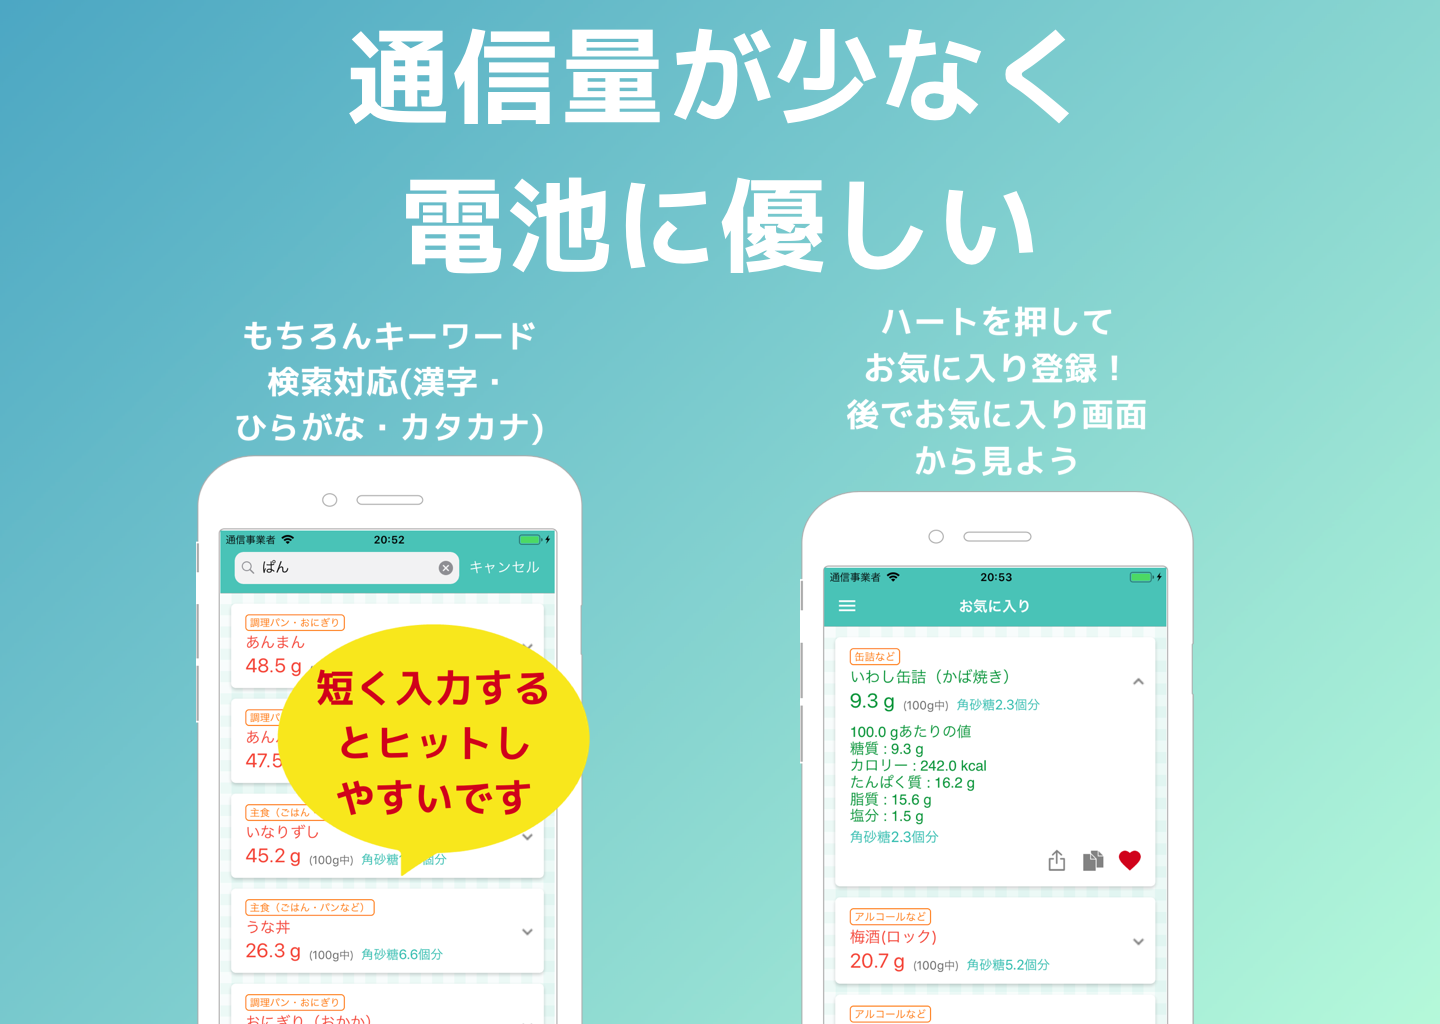 通信量が少なく
電池に優しい
もちろんキーワード
検索対応(漢字・
ひらがな・カタカナ)
通信事業者
20:52
ぱん
キャンセル
調理パン・おにぎり
あんまん
48.5 g
調理パ
あん
47.5
主食（ごはん・
いなりずし
45.2 g (100g中) 角砂糖 個分
主食（ごはん・パンなど）
うな丼
26.3 g (100g中) 角砂糖6.6個分
調理パン・おにぎり
おにぎり（おかか）
短く入力する
とヒットし
やすいです
ハートを押して
お気に入り登録！
後でお気に入り画面
から見よう
通信事業者
20:53
お気に入り
缶詰など
いわし缶詰（かば焼き）
9.3 g (100g中) 角砂糖2.3個分
100.0 gあたりの値
糖質 : 9.3 g
カロリー : 242.0 kcal
たんぱく質 : 16.2 g
脂質 : 15.6 g
塩分 : 1.5 g
角砂糖2.3個分
アルコールなど
梅酒(ロック)
20.7 g (100g中) 角砂糖5.2個分
アルコールなど